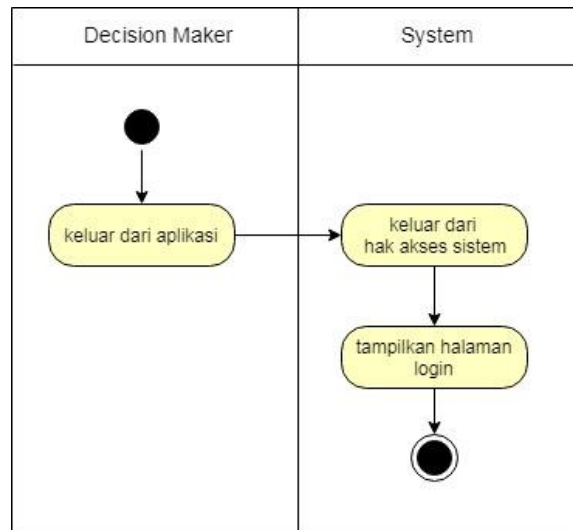 Decision Maker
System
keluar dari aplikasi
keluar dari
hak akses sistem
tampilkan halaman
login